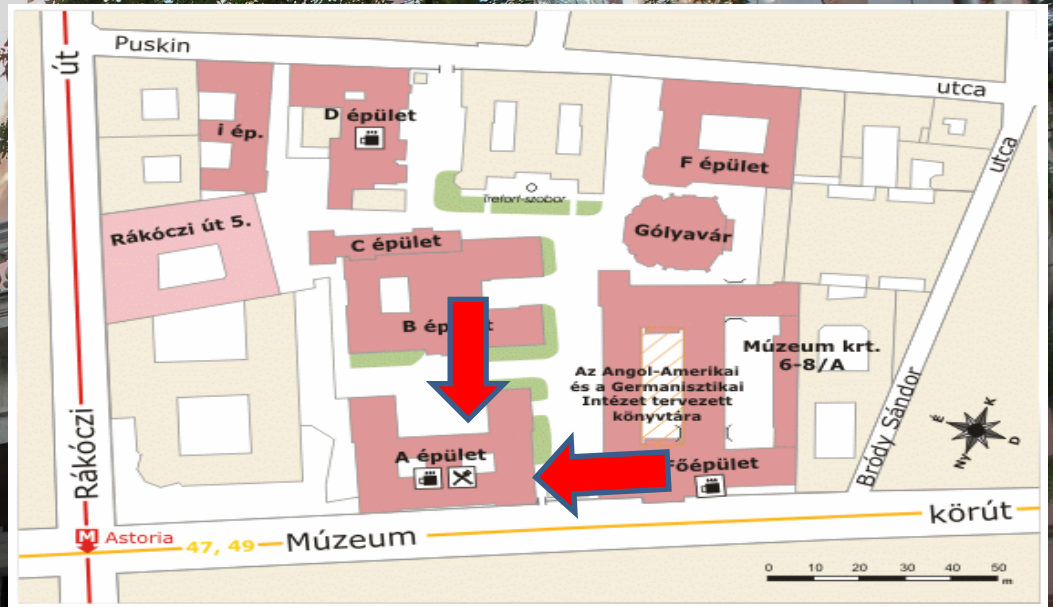 Puskin
utca
út
utca
i ép.
D épület
F épület
Trefort-szobor
Rákóczi út 5.
C épület
Gólyavár
B ép t
Múzeum krt.
6-8/A
Az Angol-Amerikai
és a Germanisztikai
Intézet tervezett
könyvtára
Bródy Sándor
É
K
Ny
D
Rákóczi
A épület
Főépület
M
Astoria
47, 49
Múzeum
körút
0 10 20 30 40 50
m